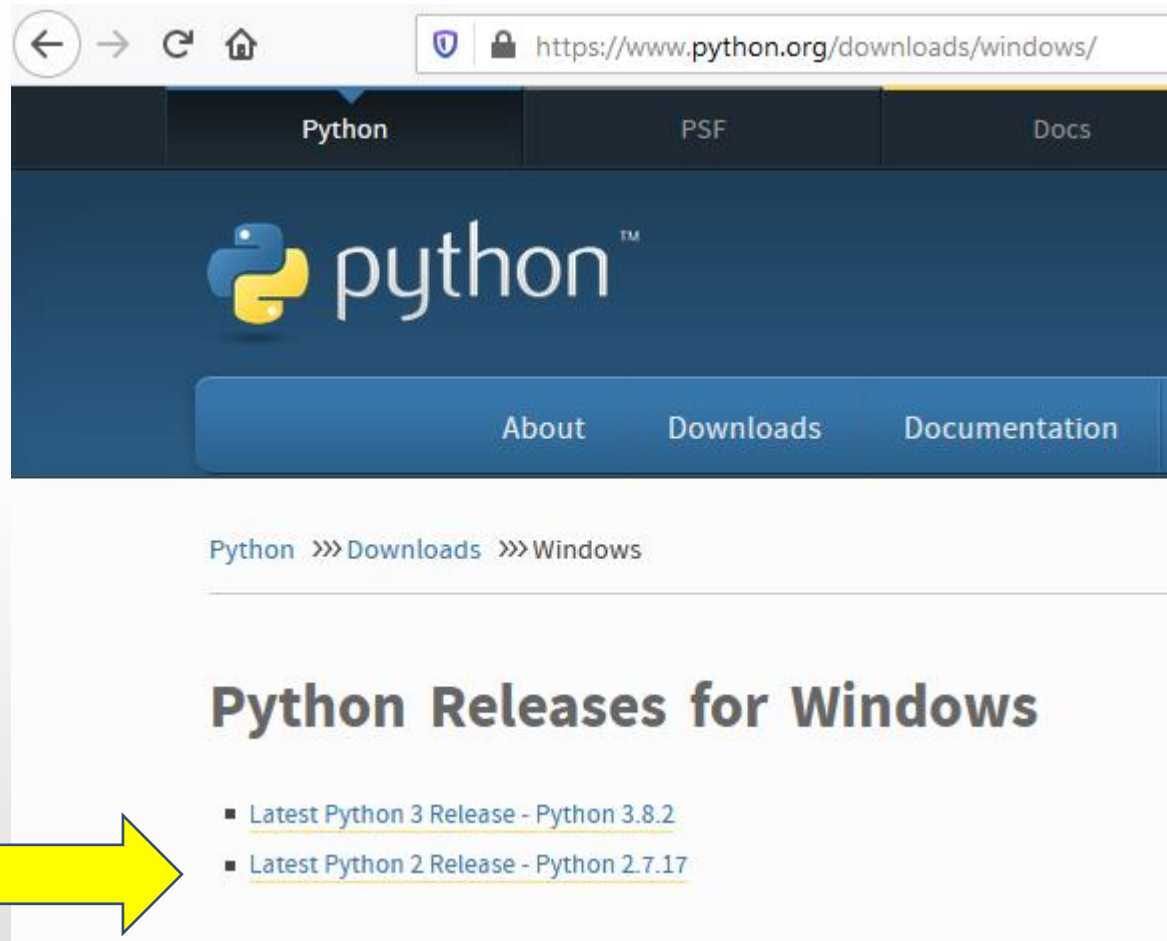 https://www.python.org/downloads/windows/
Python PSF Docs
python™
About Downloads Documentation
Python >>> Downloads >>> Windows
Python Releases for Windows
▪ Latest Python 3 Release - Python 3.8.2
▪ Latest Python 2 Release - Python 2.7.17